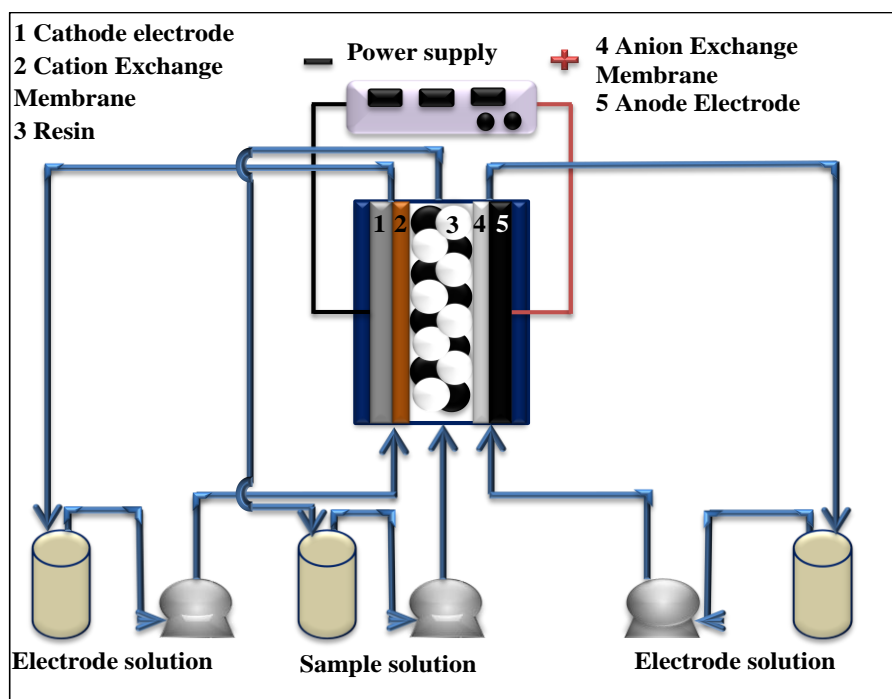 1 Cathode electrode
2 Cation Exchange
Membrane
3 Resin
Power supply
4 Anion Exchange
Membrane
5 Anode Electrode
1 2 3 4 5
Electrode solution
Sample solution
Electrode solution